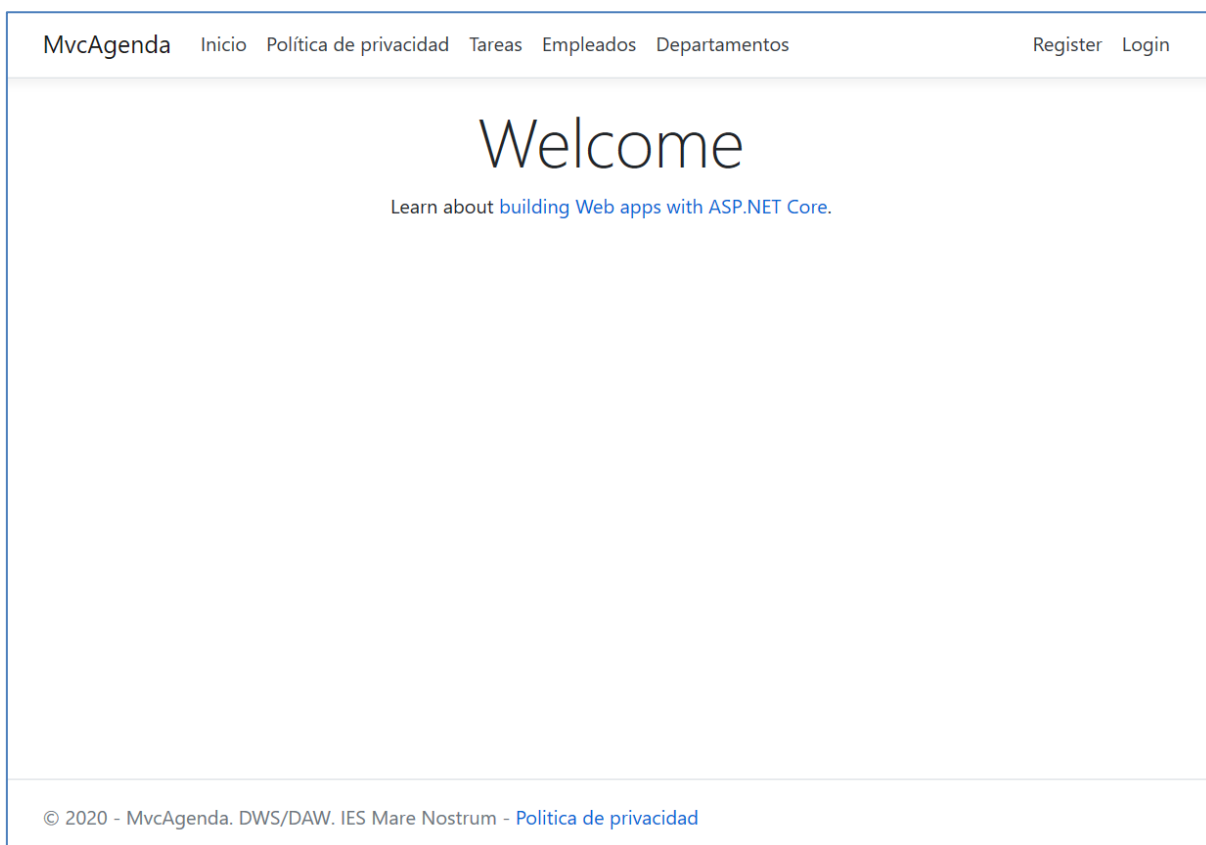 MvcAgenda Inicio Política de privacidad Tareas Empleados Departamentos Register Login
Welcome
Learn about building Web apps with ASP.NET Core.
© 2020 - MvcAgenda. DWS/DAW. IES Mare Nostrum - Politica de privacidad